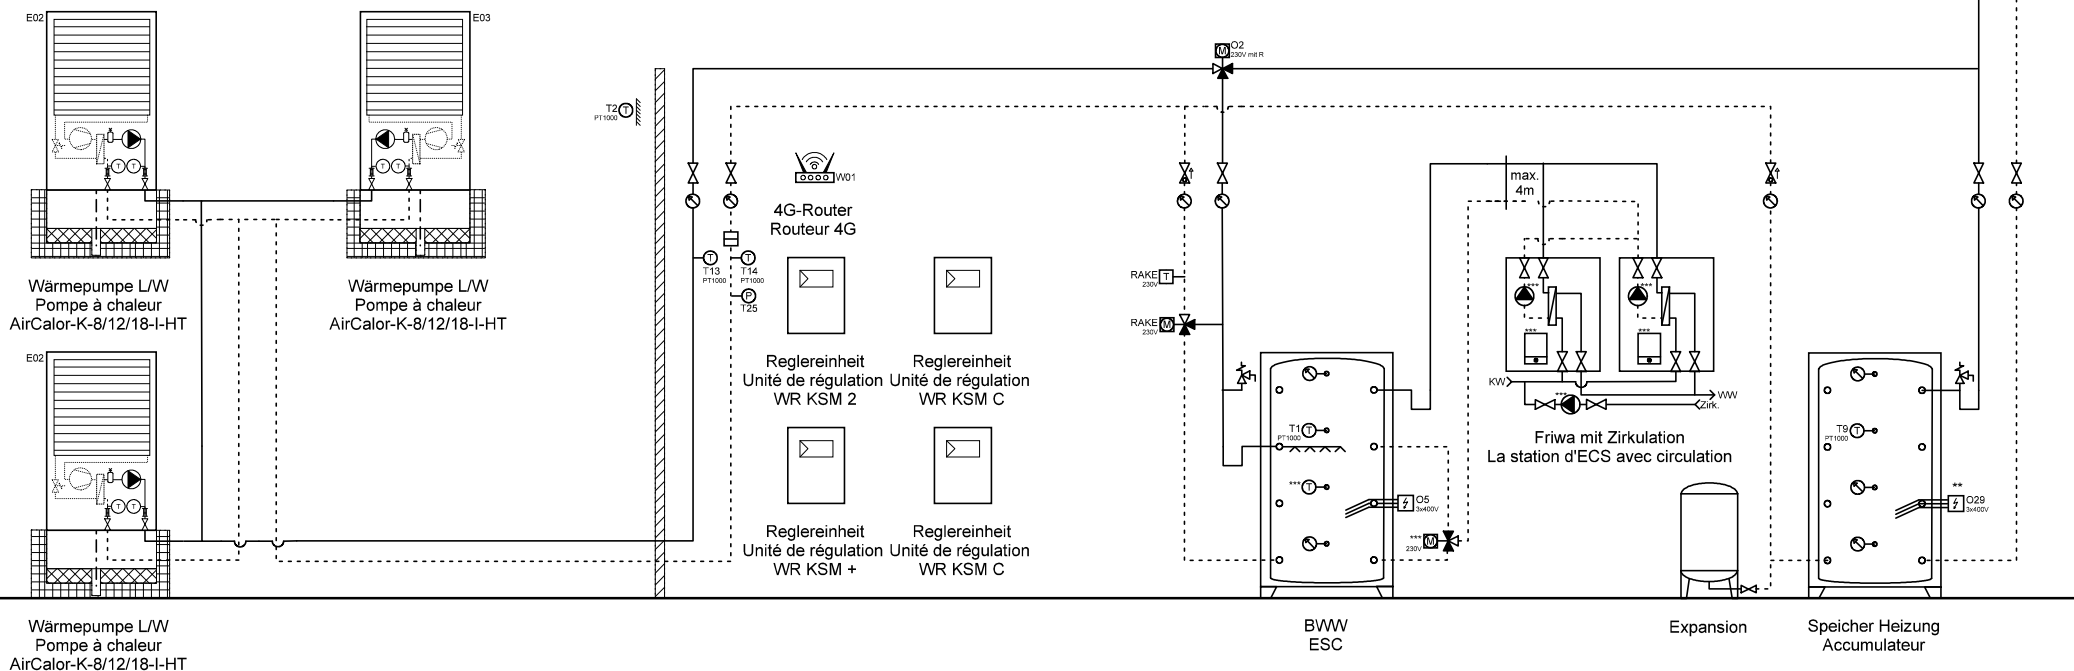 E02
E03
O2
230V mit R
T2
PT1000
T
T T
T T
W01
4G-Router
Routeur 4G
max.
4m
T
T13
PT1000
T
T14
PT1000
P
T25
RAKE
230V
T
RAKE
230V
M
M
Wärmepumpe L/W
Pompe à chaleur
AirCalor-K-8/12/18-I-HT
Wärmepumpe L/W
Pompe à chaleur
AirCalor-K-8/12/18-I-HT
E02
T T
Reglereinheit
Unité de régulation
WR KSM 2
Reglereinheit
Unité de régulation
WR KSM C
Reglereinheit
Unité de régulation
WR KSM +
Reglereinheit
Unité de régulation
WR KSM C
***
***
***
***
KW
WW
***
Zirk.
Friwa mit Zirkulation
La station d'ECS avec circulation
T1
PT1000
T
***
T
O5
3x400V
***
230V
M
T9
PT1000
T
**
O29
3x400V
Wärmepumpe L/W
Pompe à chaleur
AirCalor-K-8/12/18-I-HT
BWW
ESC
Expansion
Speicher Heizung
Accumulateur